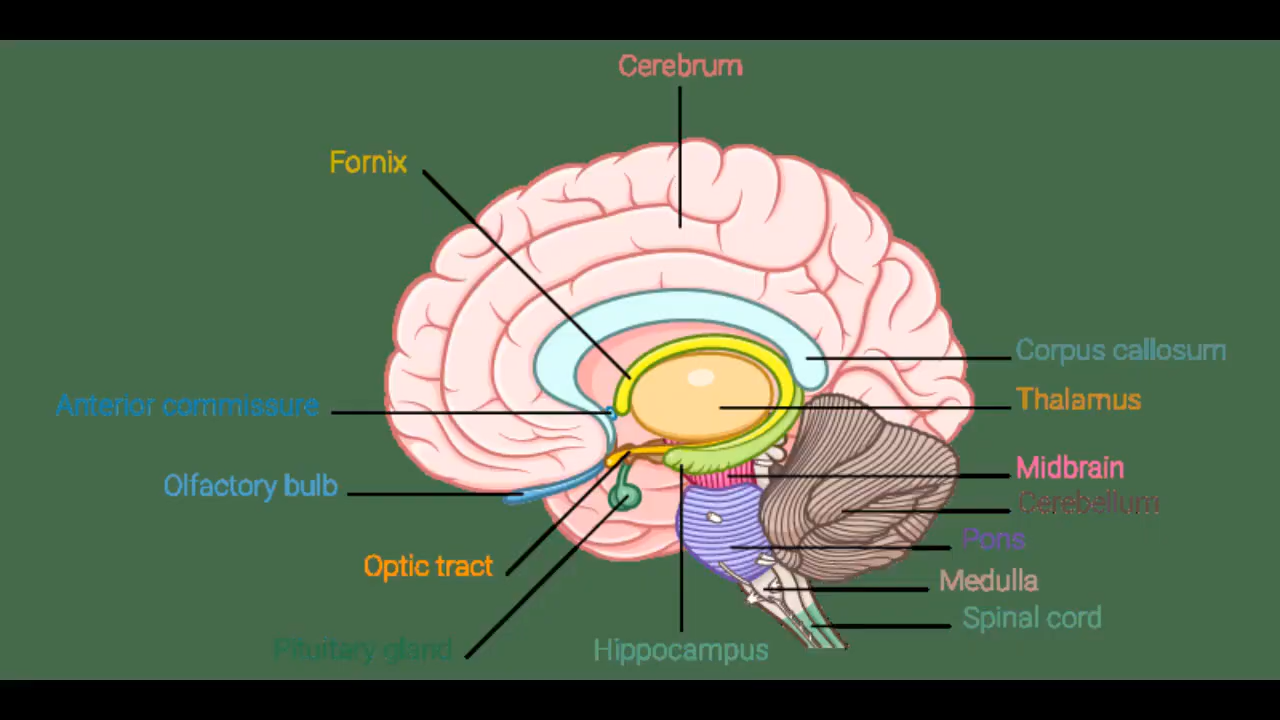 Cerebrum
Fornix
Corpus callosum
Thalamus
Anterior commissure
Midbrain
Olfactory bulb
Cerebellum
Pons
Optic tract
Medulla
Spinal cord
Pituitary gland
Hippocampus